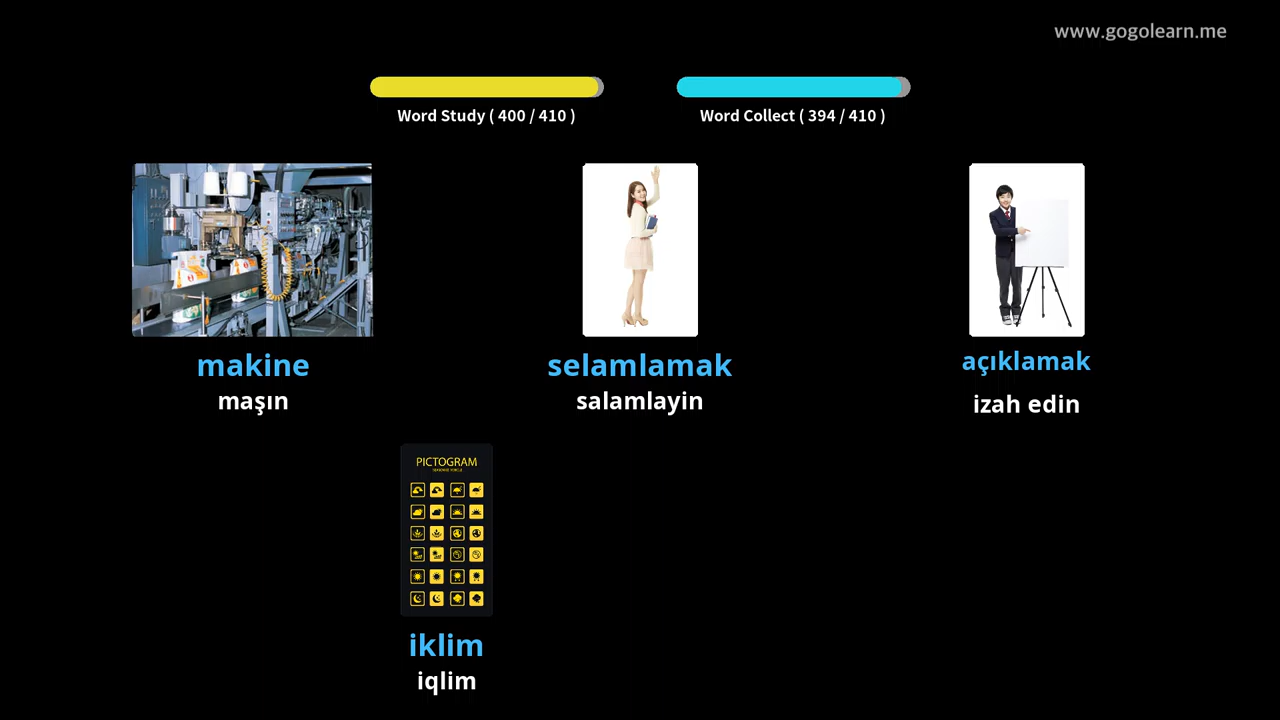 www.gogolearn.me
Word Study ( 400 / 410 )
Word Collect ( 394 / 410 )
makine
maşın
selamlamak
salamlayin
açıklamak
izah edin
PICTOGRAM
iklim
iqlim